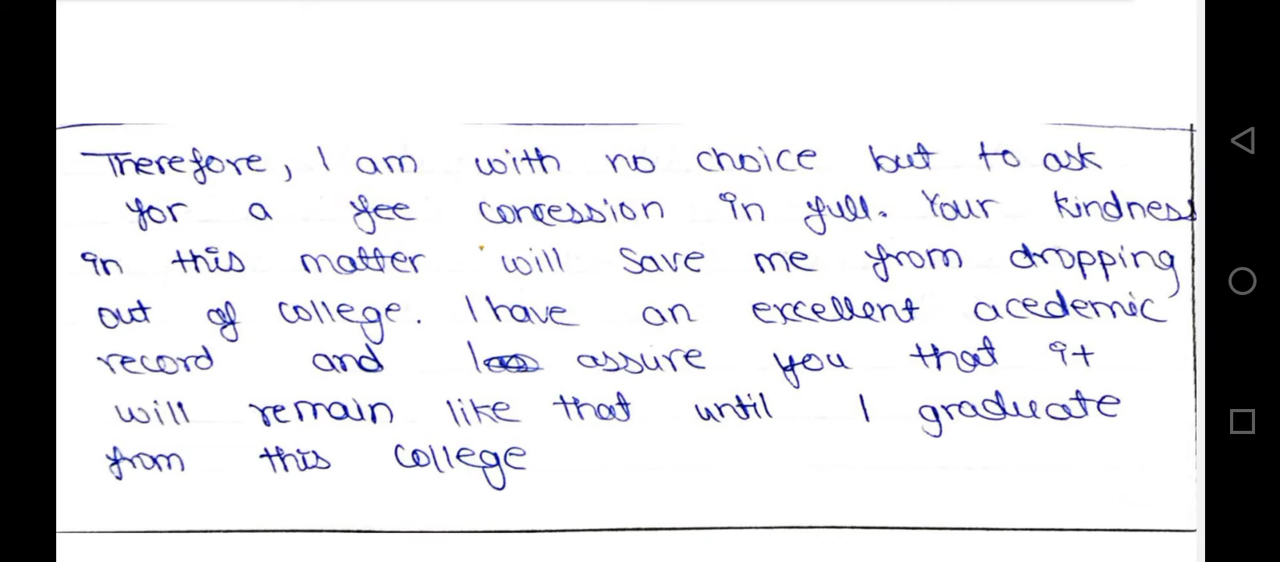 Therefore, I am with no choice but to ask
for a fee concession in full. Your kindness
in this matter will save me from dropping
out of college. I have an excellent acedemic
record and I assure you that it
will remain like that until I graduate
from this college